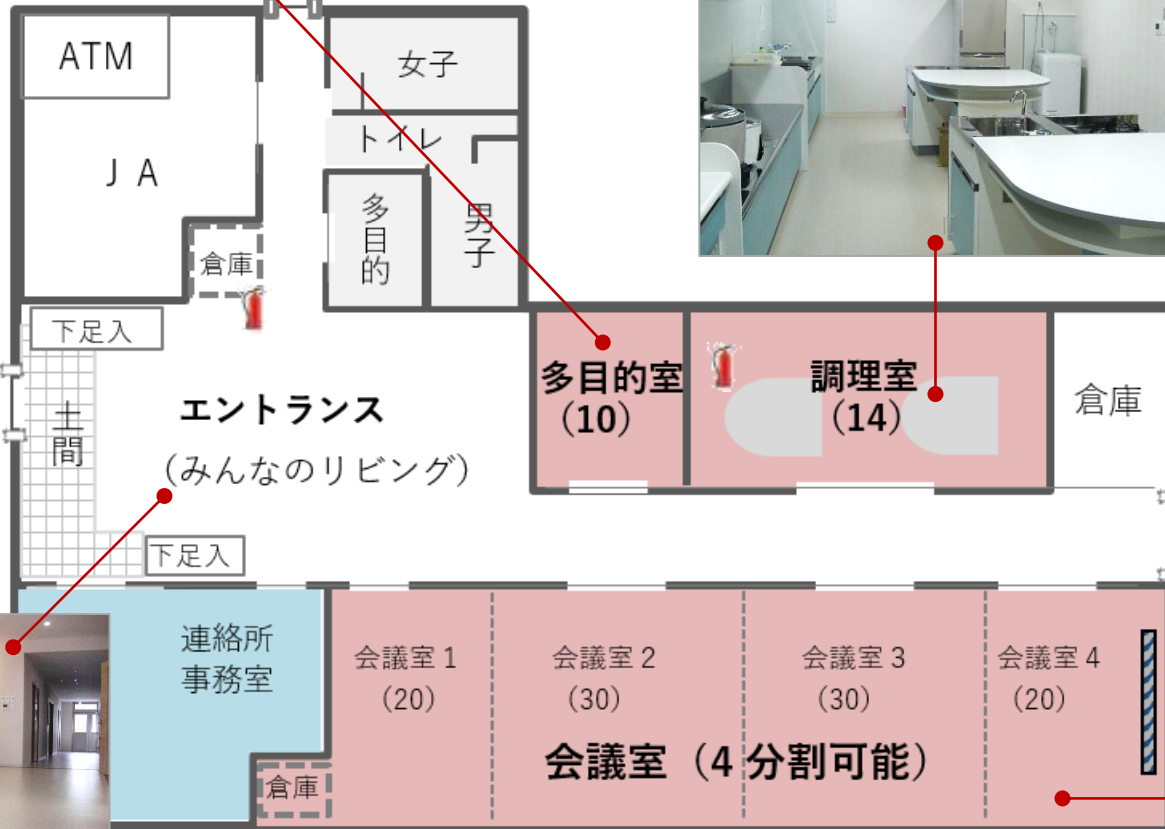 ATM
女子
トイレ
ＪＡ
多目的
男子
倉庫
下足入
多目的室
（10）
調理室
（14）
倉庫
エントランス
土間
（みんなのリビング）
下足入
連絡所
事務室
会議室１
（20）
会議室２
（30）
会議室３
（30）
会議室４
（20）
会議室（４分割可能）
倉庫